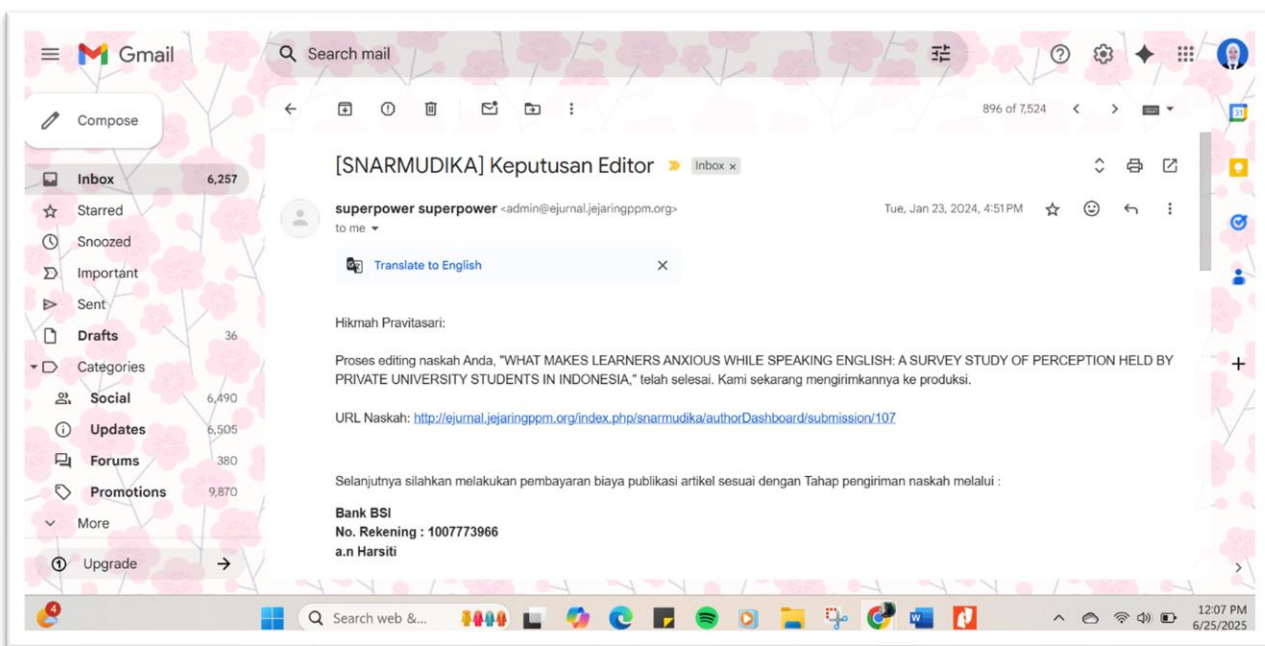 Gmail
Search mail
Compose
896 of 7,524
31
[SNARMUDIKA] Keputusan Editor
Inbox x
Inbox 6,257
Starred
Snoozed
Important
Sent
Drafts 36
Categories
Social 6,490
Updates 6,505
Forums 380
Promotions 9,870
More
Upgrade
superpower superpower <admin@ejurnal.jejaringppm.org>
Tue, Jan 23, 2024, 4:51 PM
to me
Translate to English
Hikmah Pravitasari:
Proses editing naskah Anda, "WHAT MAKES LEARNERS ANXIOUS WHILE SPEAKING ENGLISH: A SURVEY STUDY OF PERCEPTION HELD BY
PRIVATE UNIVERSITY STUDENTS IN INDONESIA," telah selesai. Kami sekarang mengirimkannya ke produksi.
URL Naskah: http://ejurnal.jejaringppm.org/index.php/snarmudika/authorDashboard/submission/107
Selanjutnya silahkan melakukan pembayaran biaya publikasi artikel sesuai dengan Tahap pengiriman naskah melalui :
Bank BSI
No. Rekening : 1007773966
a.n Harsiti
4
Search web &...
12:07 PM
6/25/2025